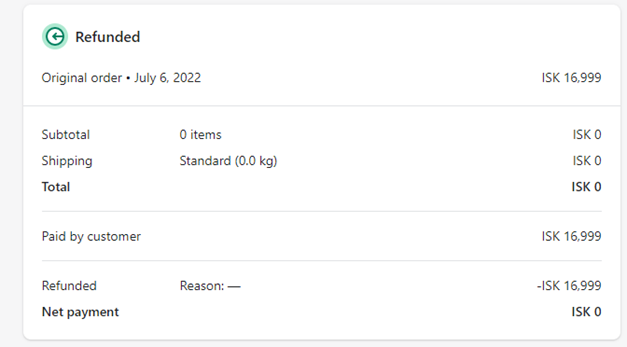 Refunded
Original order • July 6, 2022 ISK 16,999
Subtotal 0 items ISK 0
Shipping Standard (0.0 kg) ISK 0
Total ISK 0
Paid by customer ISK 16,999
Refunded Reason: — -ISK 16,999
Net payment ISK 0